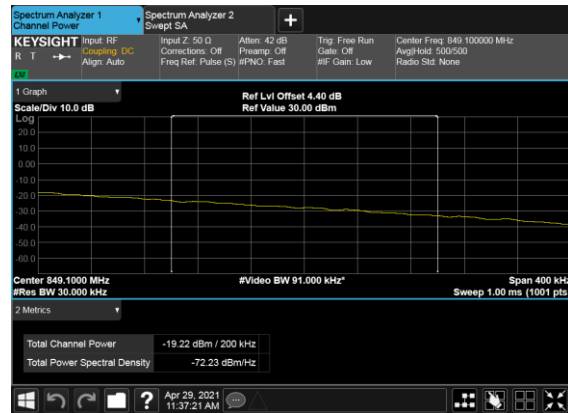 Spectrum Analyzer 1
Channel Power
Spectrum Analyzer 2
Swept SA
+
KEYSIGHT
R T
LXI
Input: RF
Coupling: DC
Align: Auto
Input Z: 50 Ω
Corrections: Off
Freq Ref: Pulse (S)
Atten: 42 dB
Preamp: Off
#PNO: Fast
Trig: Free Run
Gate: Off
#IF Gain: Low
Center Freq: 849.100000 MHz
Avg|Hold: 500/500
Radio Std: None
1 Graph
Scale/Div 10.0 dB
Ref Lvl Offset 4.40 dB
Ref Value 30.00 dBm
Log
20.0
10.0
0.00
-10.0
-20.0
-30.0
-40.0
-50.0
-60.0
Center 849.1000 MHz
#Res BW 30.000 kHz
#Video BW 91.000 kHz*
Span 400 kHz
Sweep 1.00 ms (1001 pts
2 Metrics
Total Channel Power -19.22 dBm / 200 kHz
Total Power Spectral Density -72.23 dBm/Hz
?
Apr 29, 2021
11:37:21 AM